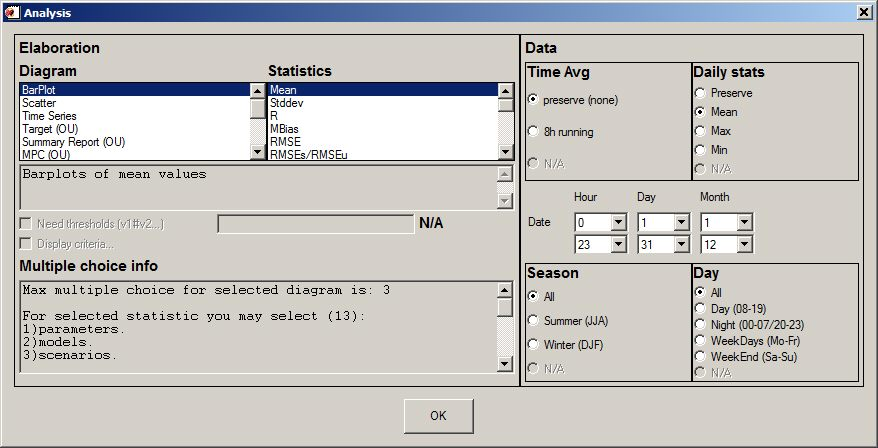 Analysis
Elaboration
Diagram
BarPlot
Scatter
Time Series
Target (OU)
Summary Report (OU)
MPC (OU)
Statistics
Mean
Stddev
R
MBias
RMSE
RMSEs/RMSEu
Barplots of mean values
Need thresholds (v1#v2...)
N/A
Display criteria...
Multiple choice info
Max multiple choice for selected diagram is: 3
For selected statistic you may select (13):
1)parameters.
2)models.
3)scenarios.
Data
Time Avg
preserve (none)
8h running
N/A
Daily stats
Preserve
Mean
Max
Min
N/A
Hour Day Month
Date 0 1 1
23 31 12
Season
All
Summer (JJA)
Winter (DJF)
N/A
Day
All
Day (08-19)
Night (00-07/20-23)
WeekDays (Mo-Fr)
WeekEnd (Sa-Su)
N/A
OK